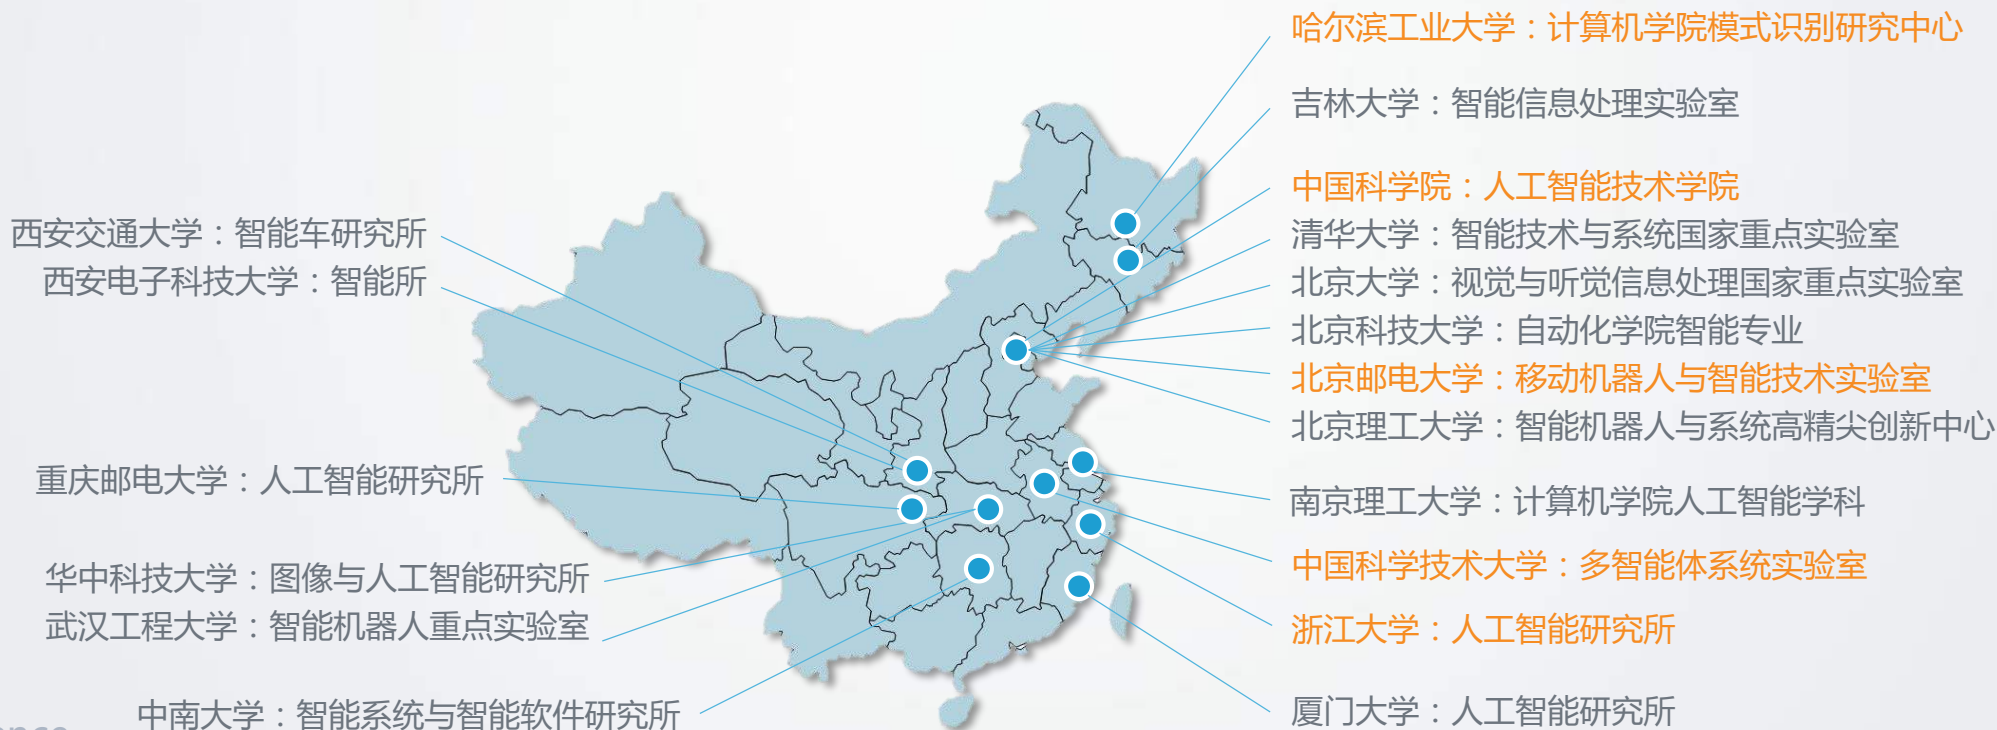 哈尔滨工业大学：计算机学院模式识别研究中心
吉林大学：智能信息处理实验室
中国科学院：人工智能技术学院
清华大学：智能技术与系统国家重点实验室
北京大学：视觉与听觉信息处理国家重点实验室
北京科技大学：自动化学院智能专业
北京邮电大学：移动机器人与智能技术实验室
北京理工大学：智能机器人与系统高精尖创新中心
南京理工大学：计算机学院人工智能学科
中国科学技术大学：多智能体系统实验室
浙江大学：人工智能研究所
厦门大学：人工智能研究所
西安交通大学：智能车研究所
西安电子科技大学：智能所
重庆邮电大学：人工智能研究所
华中科技大学：图像与人工智能研究所
武汉工程大学：智能机器人重点实验室
中南大学：智能系统与智能软件研究所